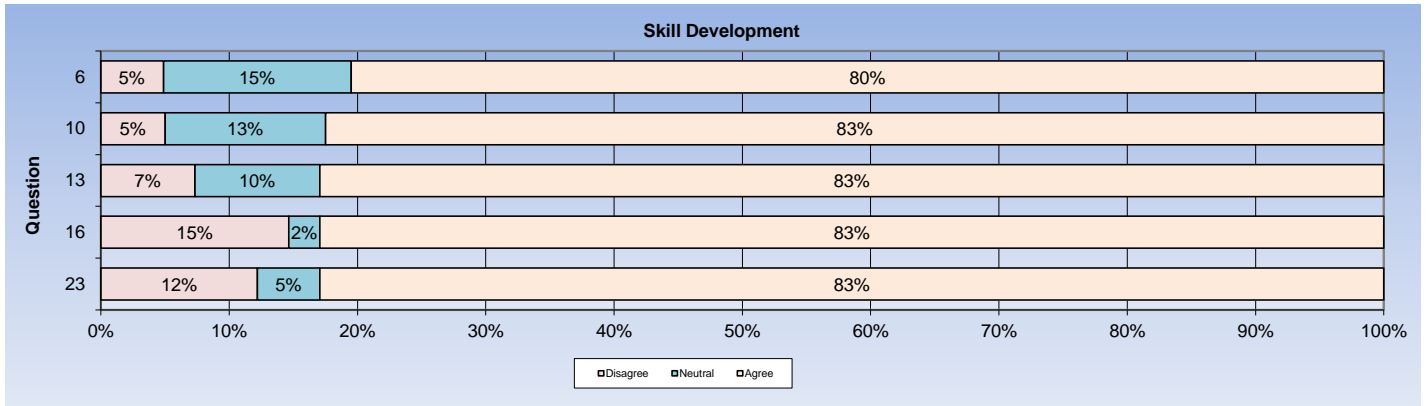 Skill Development
6 5% 15% 80%
10 5% 13% 83%
13 7% 10% 83%
16 15% 2% 83%
23 12% 5% 83%
Question
0% 10% 20% 30% 40% 50% 60% 70% 80% 90% 100%
Disagree Neutral Agree